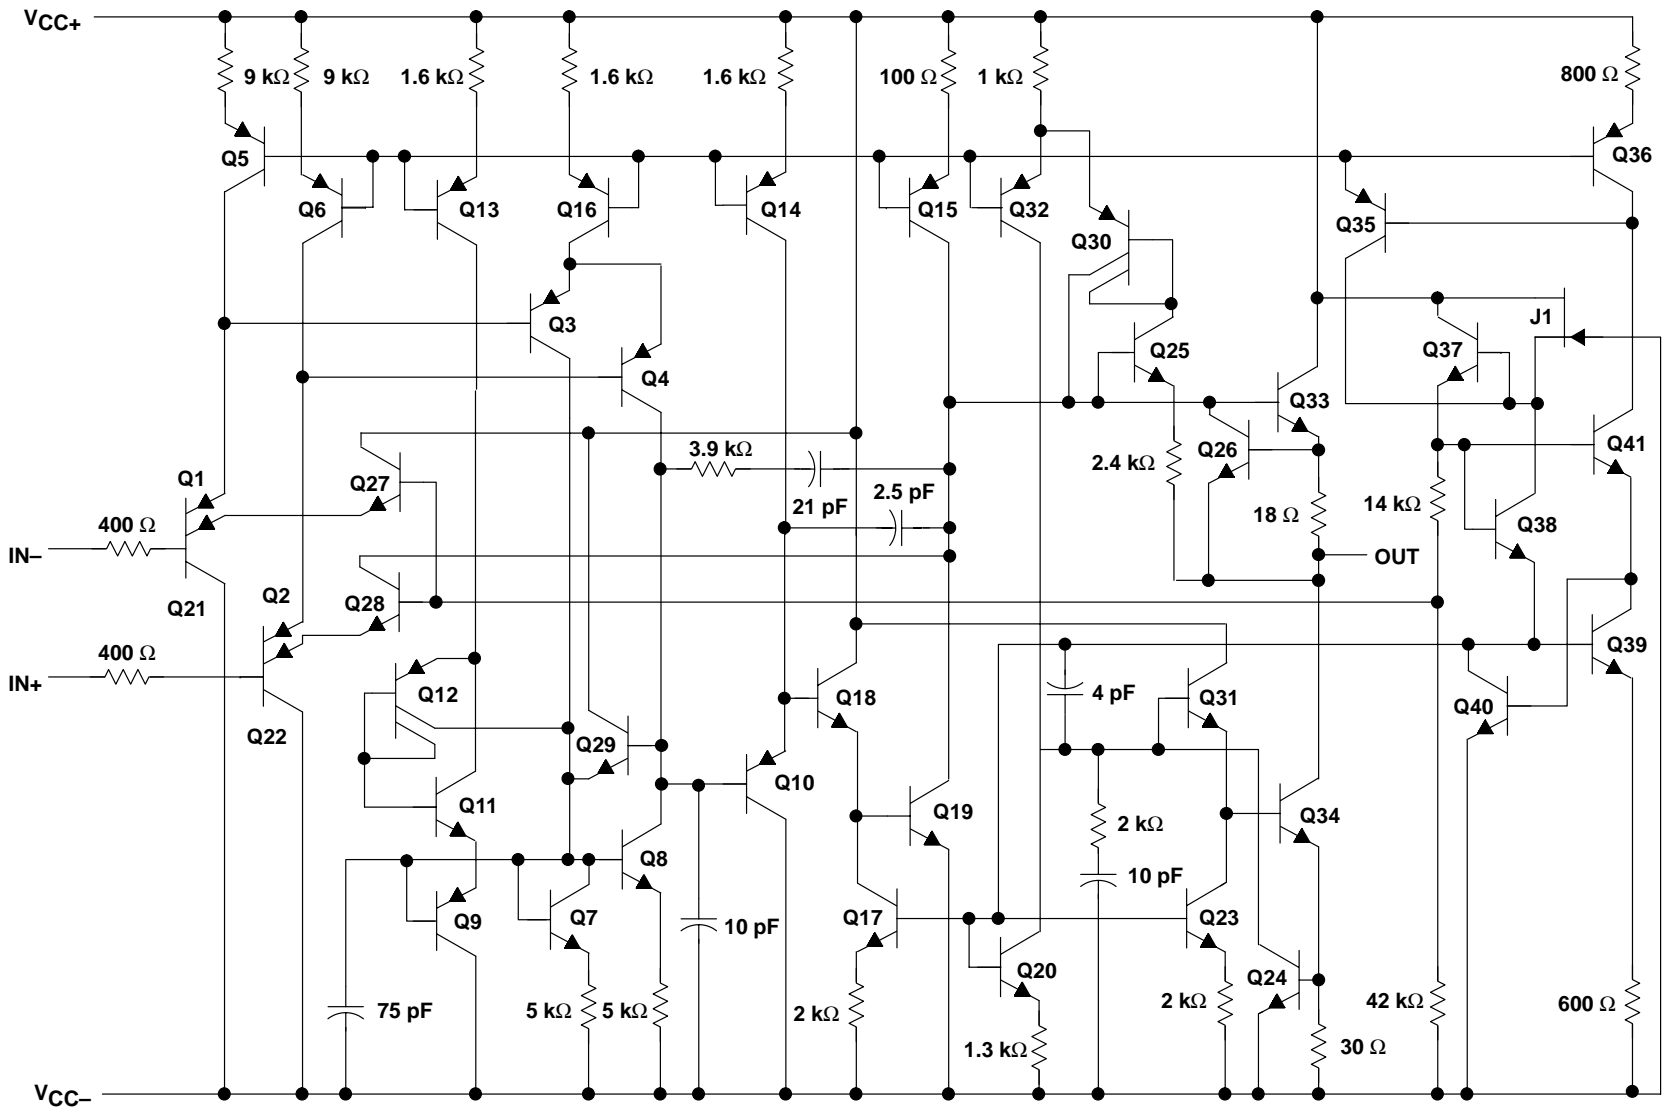 VCC+
9 kΩ
9 kΩ
1.6 kΩ
1.6 kΩ
1.6 kΩ
100 Ω
1 kΩ
800 Ω
Q5
Q36
Q6
Q13
Q16
Q14
Q15
Q32
Q30
Q35
Q3
J1
Q25
Q37
Q4
Q33
Q41
3.9 kΩ
Q26
2.4 kΩ
Q1
Q27
21 pF
2.5 pF
18 Ω
14 kΩ
Q38
400 Ω
IN–
OUT
Q21
Q2
Q28
400 Ω
IN+
Q39
Q12
Q18
4 pF
Q31
Q40
Q22
Q29
Q10
Q11
Q19
2 kΩ
Q34
Q8
10 pF
Q9
Q7
10 pF
Q17
Q23
Q20
Q24
75 pF
5 kΩ
5 kΩ
2 kΩ
1.3 kΩ
2 kΩ
42 kΩ
600 Ω
30 Ω
VCC–